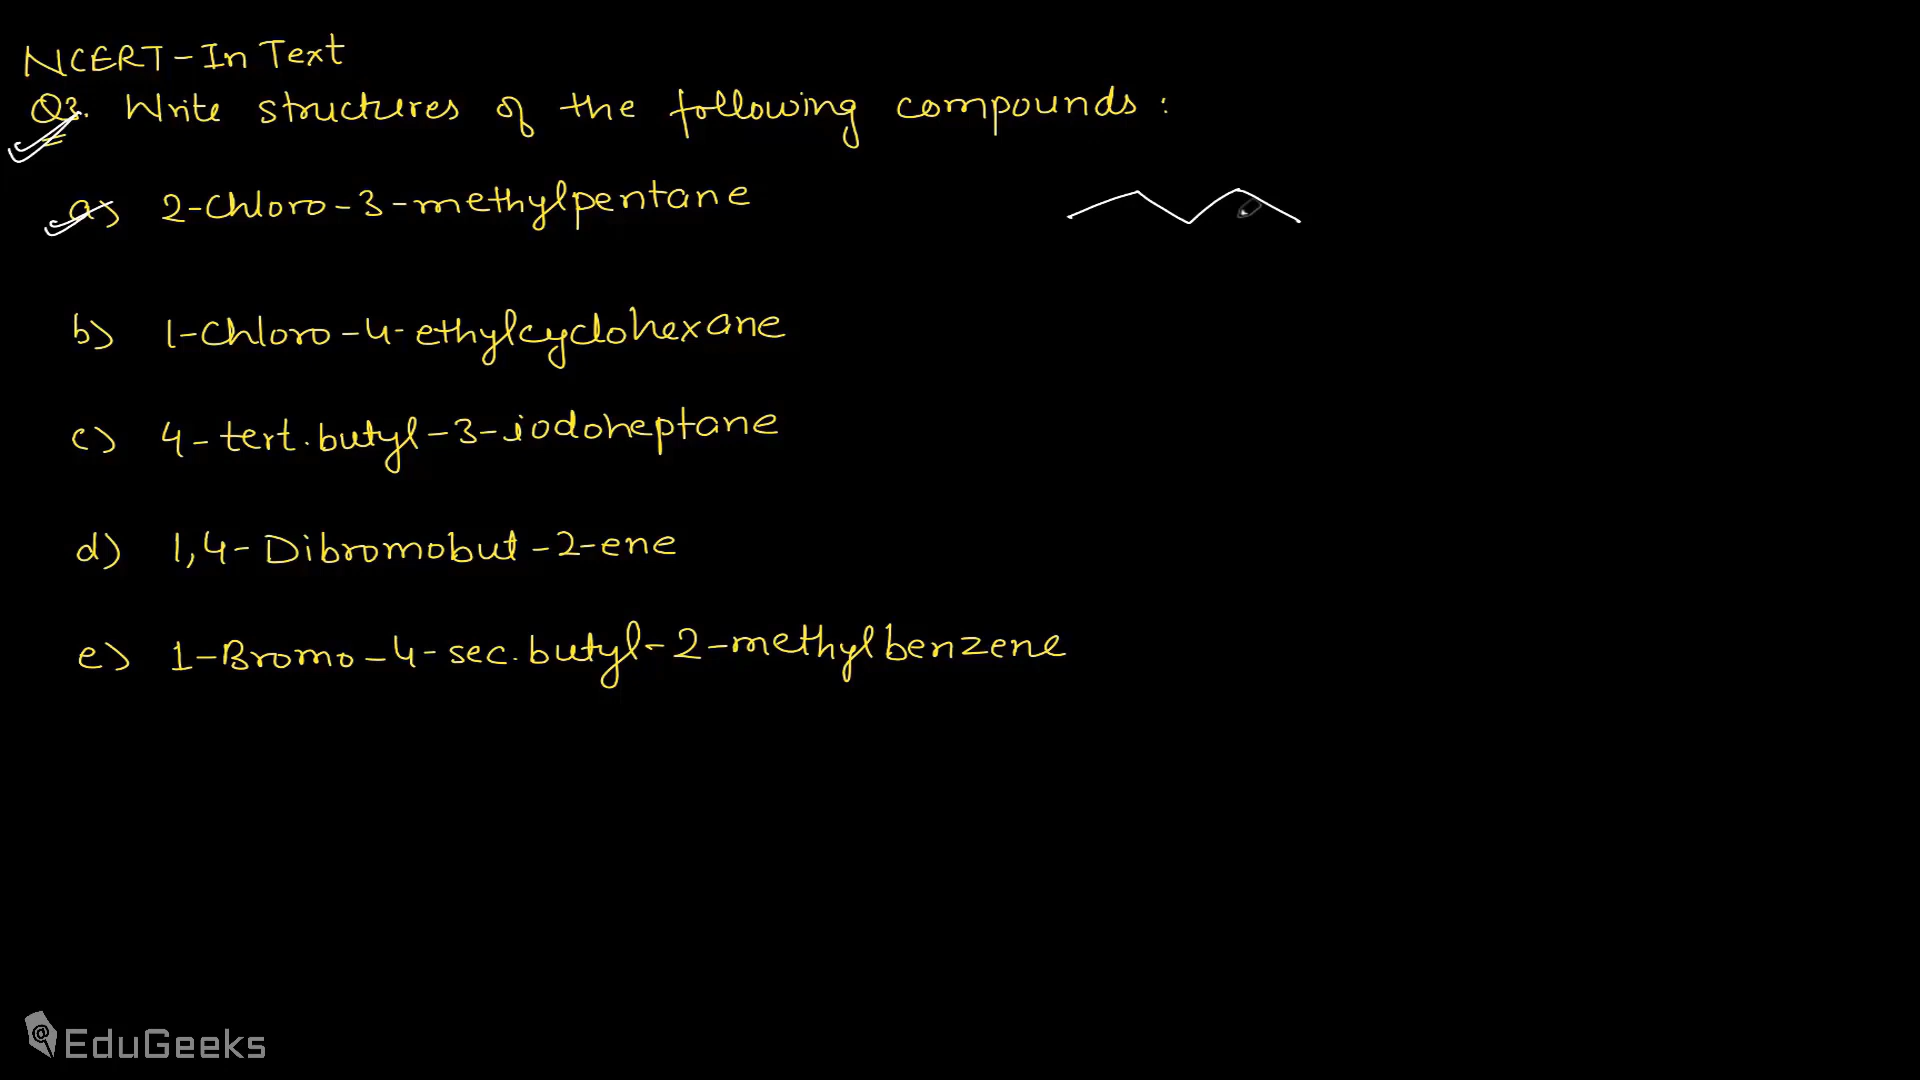 NCERT - In Text
Q3. Write structures of the following compounds:
a) 2-Chloro-3-methylpentane
b) 1-Chloro-4-ethylcyclohexane
c) 4-tert.butyl-3-iodoheptane
d) 1,4-Dibromobut-2-ene
e) 1-Bromo-4-sec.butyl-2-methylbenzene
EduGeeks